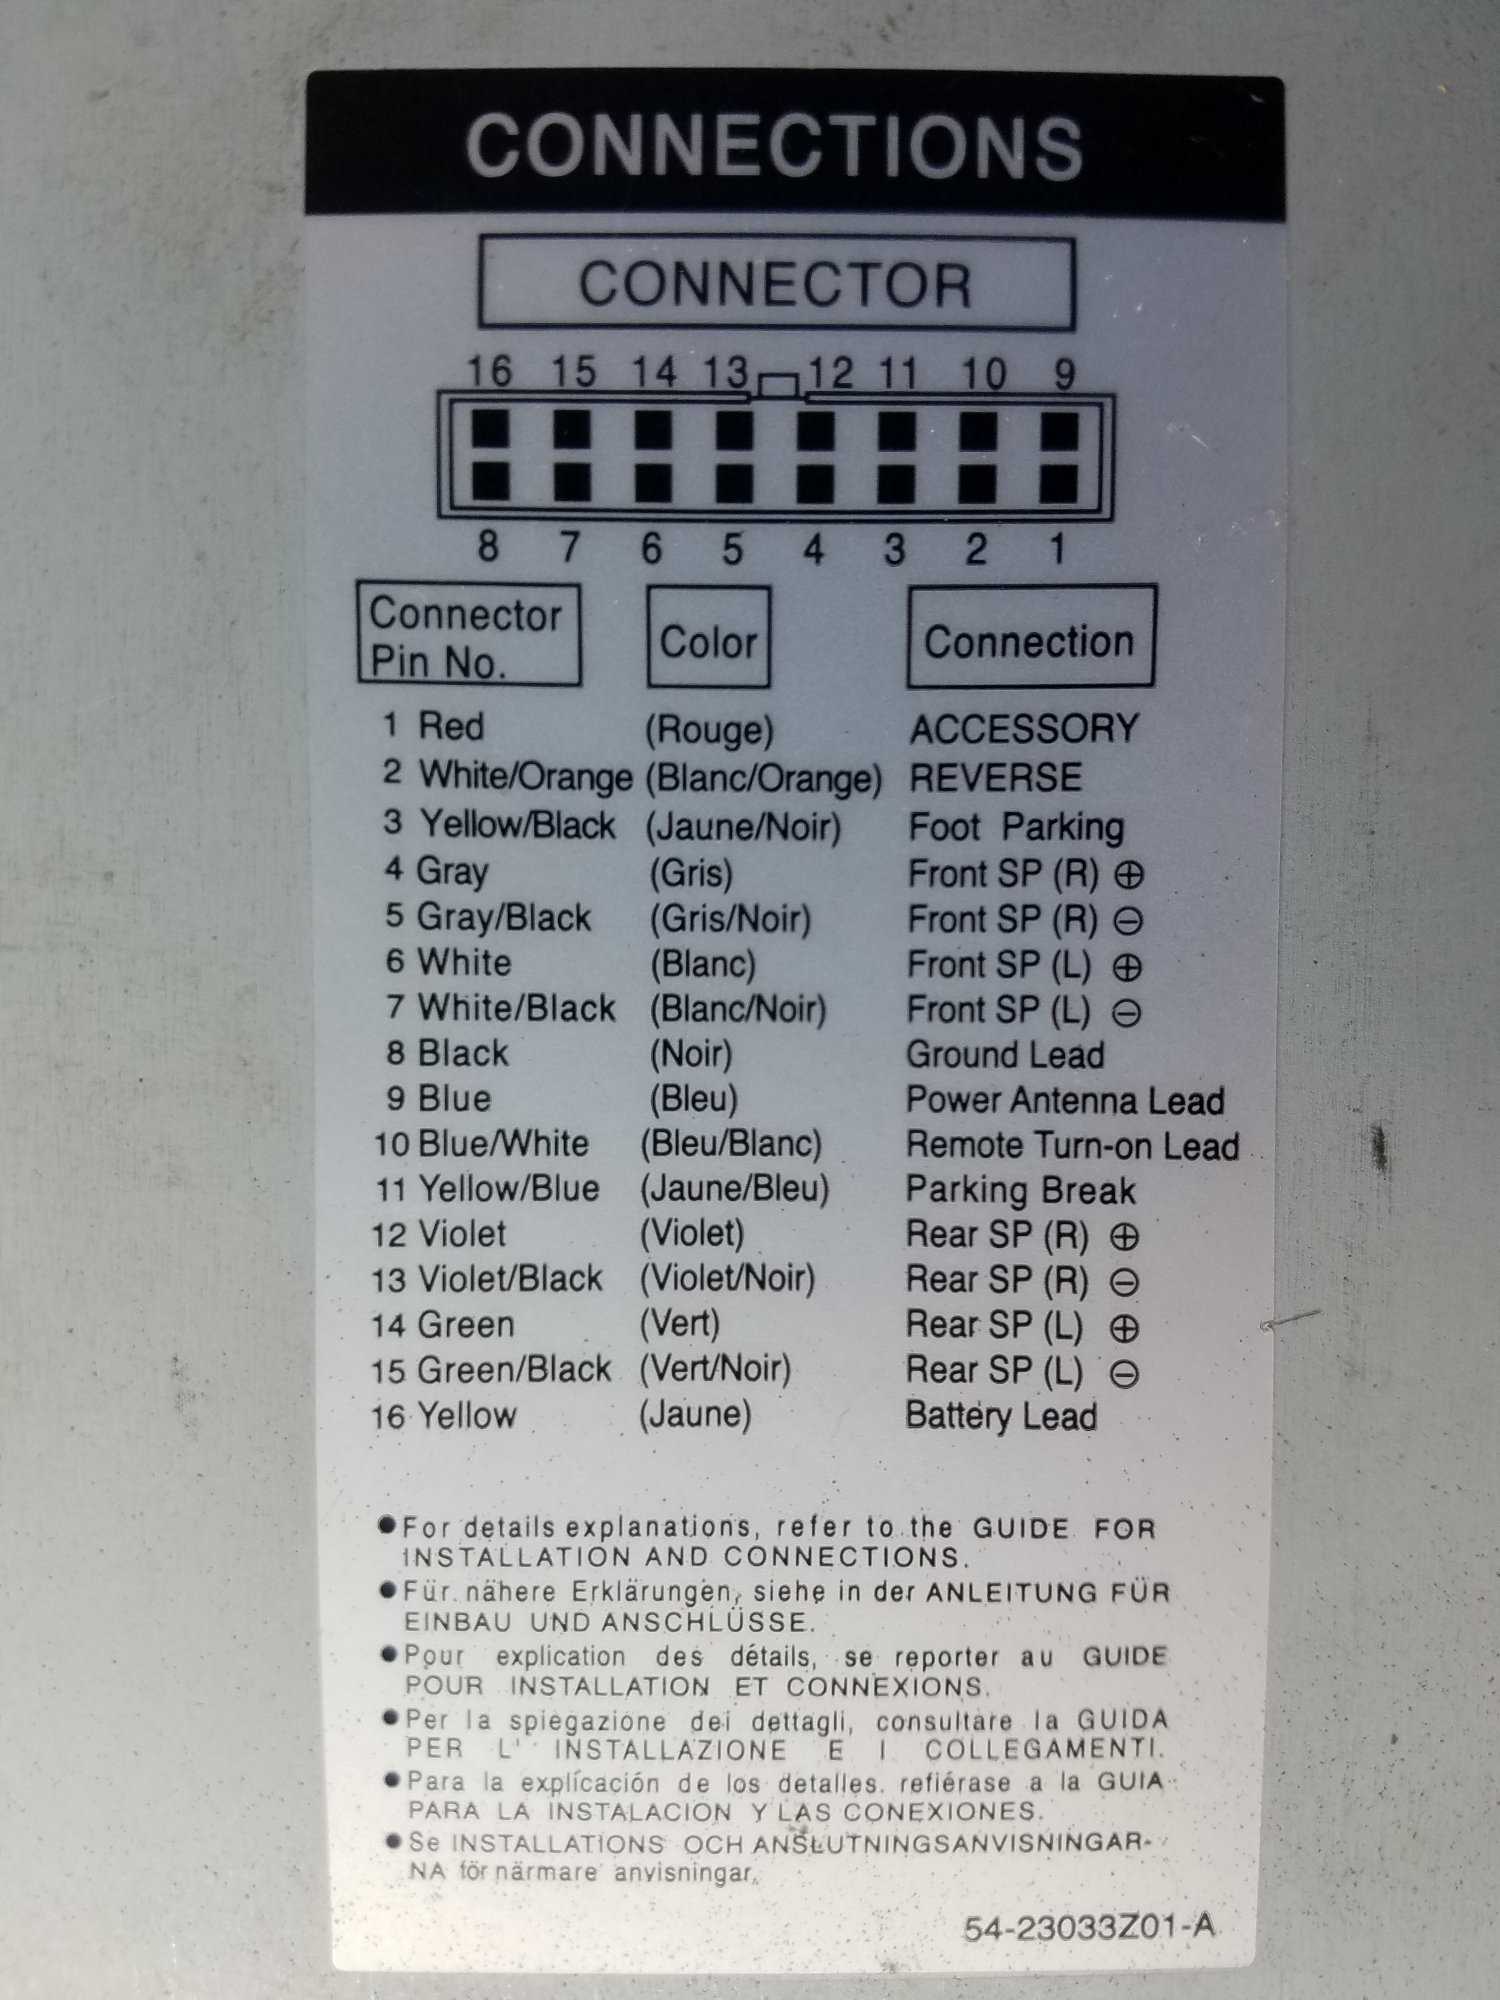 CONNECTIONS
CONNECTOR
16 15 14 13 12 11 10 9
8 7 6 5 4 3 2 1
Connector Pin No. Color Connection
1 Red (Rouge) ACCESSORY
2 White/Orange (Blanc/Orange) REVERSE
3 Yellow/Black (Jaune/Noir) Foot Parking
4 Gray (Gris) Front SP (R) ⊕
5 Gray/Black (Gris/Noir) Front SP (R) ⊖
6 White (Blanc) Front SP (L) ⊕
7 White/Black (Blanc/Noir) Front SP (L) ⊖
8 Black (Noir) Ground Lead
9 Blue (Bleu) Power Antenna Lead
10 Blue/White (Bleu/Blanc) Remote Turn-on Lead
11 Yellow/Blue (Jaune/Bleu) Parking Break
12 Violet (Violet) Rear SP (R) ⊕
13 Violet/Black (Violet/Noir) Rear SP (R) ⊖
14 Green (Vert) Rear SP (L) ⊕
15 Green/Black (Vert/Noir) Rear SP (L) ⊖
16 Yellow (Jaune) Battery Lead
●For details explanations, refer to the GUIDE FOR
INSTALLATION AND CONNECTIONS.
●Für nähere Erklärungen, siehe in der ANLEITUNG FÜR
EINBAU UND ANSCHLÜSSE.
●Pour explication des détails, se reporter au GUIDE
POUR INSTALLATION ET CONNEXIONS.
●Per la spiegazione dei dettagli, consultare la GUIDA
PER L' INSTALLAZIONE E I COLLEGAMENTI.
●Para la explicación de los detalles. refiérase a la GUIA
PARA LA INSTALACION Y LAS CONEXIONES.
●Se INSTALLATIONS OCH ANSLUTNINGSANVISNINGAR-
NA för närmare anvisningar.
54-23033Z01-A